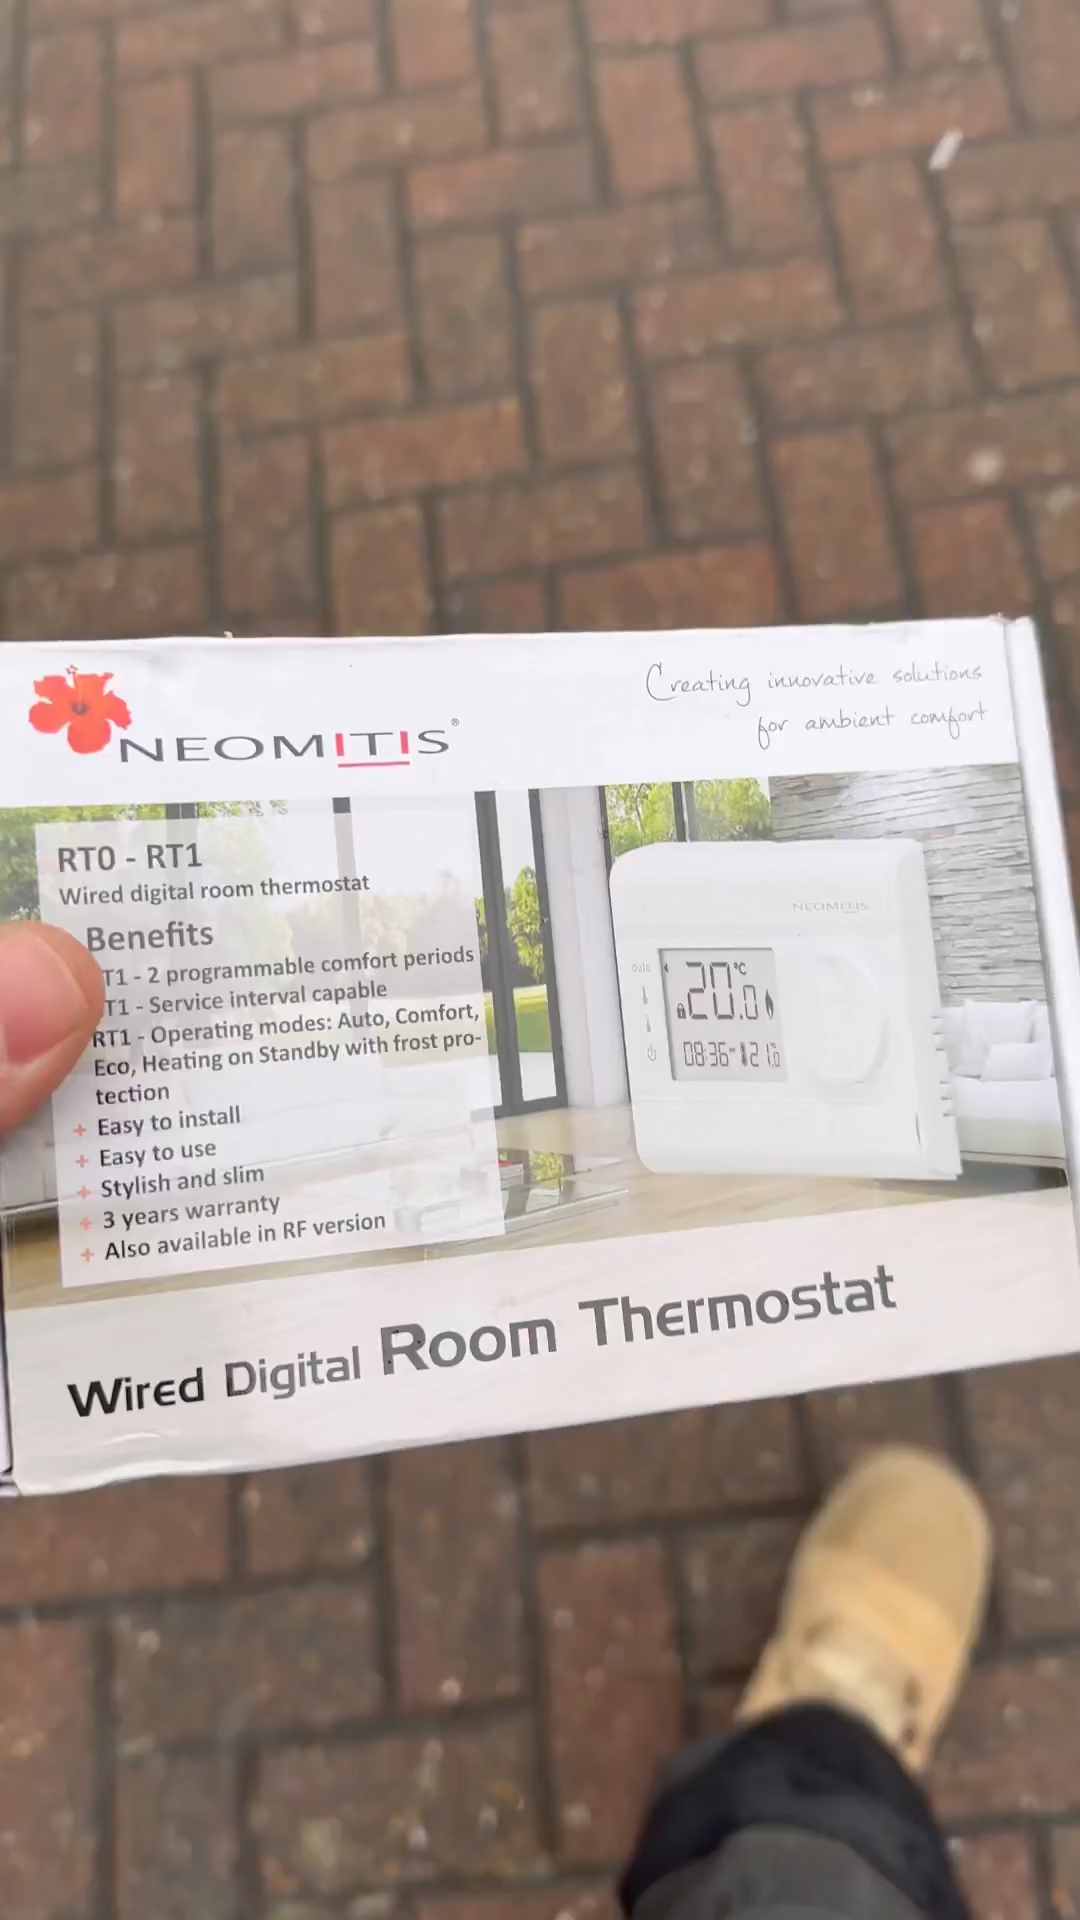 NEOMITIS®
Creating innovative solutions
for ambient comfort
RT0 - RT1
Wired digital room thermostat
Benefits
T1 - 2 programmable comfort periods
T1 - Service interval capable
RT1 - Operating modes: Auto, Comfort,
Eco, Heating on Standby with frost pro-
tection
+ Easy to install
+ Easy to use
+ Stylish and slim
+ 3 years warranty
+ Also available in RF version
NEOMITIS
auto
20.0°C
08:36
Wired Digital Room Thermostat